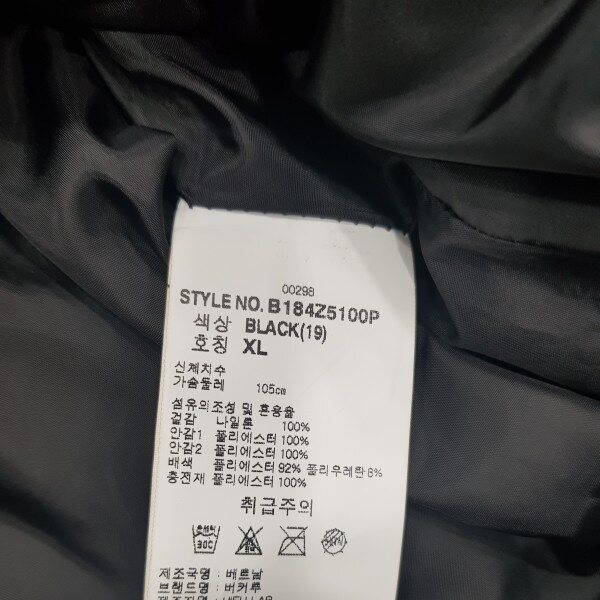 00298
STYLE NO. B184Z5100P
색상 BLACK(19)
호칭 XL
신체치수
가슴둘레 105cm
섬유의조성 및 혼용율
겉감 나일론 100%
안감1 폴리에스터 100%
안감2 폴리에스터 100%
배색 폴리에스터 92% 폴리우레탄 8%
충전재 폴리에스터 100%
취급주의
30C
제조국명 : 베트남
브랜드명 : 버커루